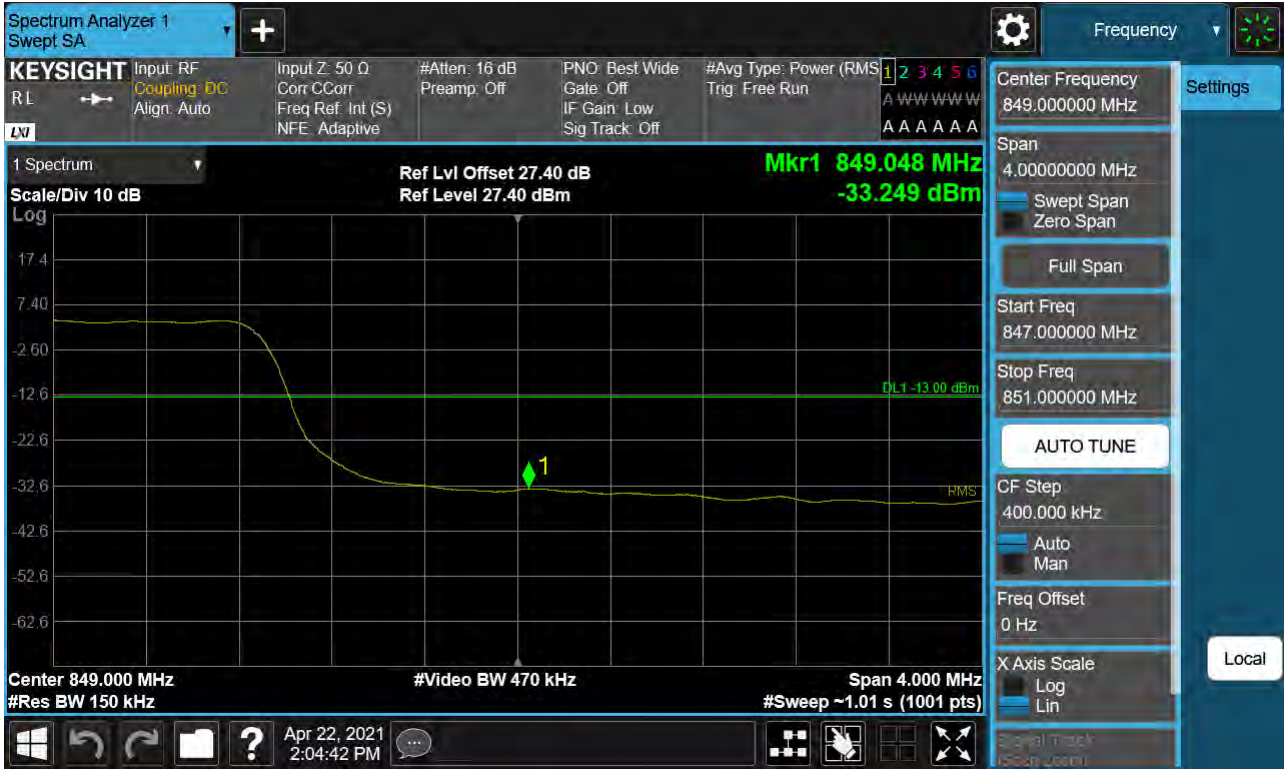 Spectrum Analyzer 1
Swept SA
Frequency
KEYSIGHT
RL
LXI
Input: RF
Coupling: DC
Align: Auto
Input Z: 50 Ω
Corr CCorr
Freq Ref: Int (S)
NFE: Adaptive
#Atten: 16 dB
Preamp: Off
PNO: Best Wide
Gate: Off
IF Gain: Low
Sig Track: Off
#Avg Type: Power (RMS
Trig: Free Run
1 2 3 4 5 6
A W W W W W
A A A A A A
1 Spectrum
Scale/Div 10 dB
Log
Ref Lvl Offset 27.40 dB
Ref Level 27.40 dBm
Mkr1 849.048 MHz
-33.249 dBm
17.4
7.40
-2.60
-12.6
-22.6
-32.6
-42.6
-52.6
-62.6
DL1 -13.00 dBm
1
RMS
Center 849.000 MHz
#Res BW 150 kHz
#Video BW 470 kHz
Span 4.000 MHz
#Sweep ~1.01 s (1001 pts)
Center Frequency
849.000000 MHz
Span
4.00000000 MHz
Swept Span
Zero Span
Full Span
Start Freq
847.000000 MHz
Stop Freq
851.000000 MHz
AUTO TUNE
CF Step
400.000 kHz
Auto
Man
Freq Offset
0 Hz
X Axis Scale
Log
Lin
Signal Track
(Span Zoom)
Settings
Local
?
Apr 22, 2021
2:04:42 PM